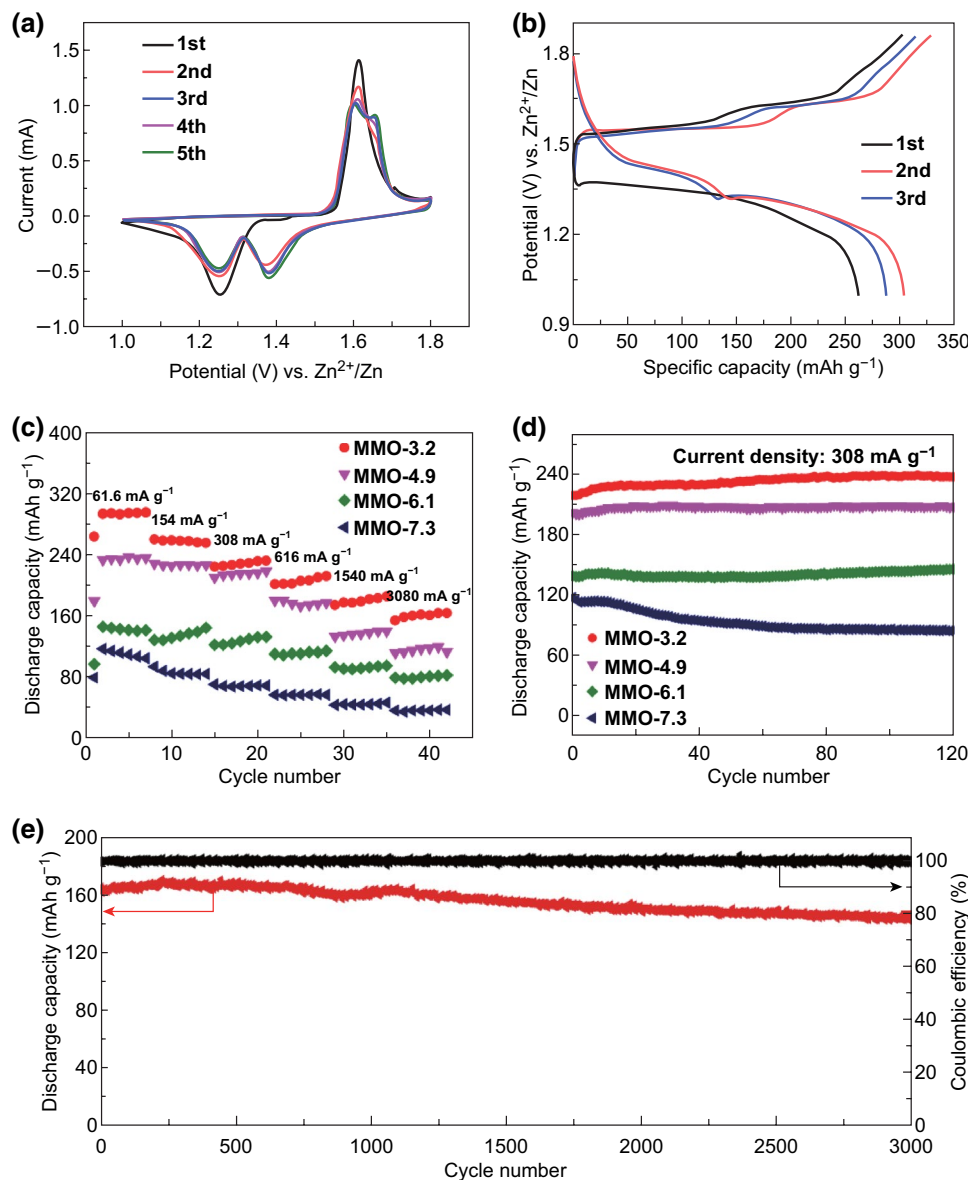 (a)
1st
2nd
3rd
4th
5th
Current (mA)
1.5
1.0
0.5
0.0
−0.5
−1.0
1.0 1.2 1.4 1.6 1.8
Potential (V) vs. Zn²⁺/Zn
(b)
Potential (V) vs. Zn²⁺/Zn
1.8
1.5
1.2
0.9
1st
2nd
3rd
0 50 100 150 200 250 300 350
Specific capacity (mAh g⁻¹)
(c)
Discharge capacity (mAh g⁻¹)
400
320
240
160
80
0
MMO-3.2
MMO-4.9
MMO-6.1
MMO-7.3
61.6 mA g⁻¹
154 mA g⁻¹
308 mA g⁻¹
616 mA g⁻¹
1540 mA g⁻¹
3080 mA g⁻¹
0 10 20 30 40
Cycle number
(d)
Discharge capacity (mAh g⁻¹)
240
180
120
60
0
Current density: 308 mA g⁻¹
MMO-3.2
MMO-4.9
MMO-6.1
MMO-7.3
0 40 80 120
Cycle number
(e)
Discharge capacity (mAh g⁻¹)
200
160
120
80
40
0
100
80
60
40
20
0
Coulombic efficiency (%)
0 500 1000 1500 2000 2500 3000
Cycle number